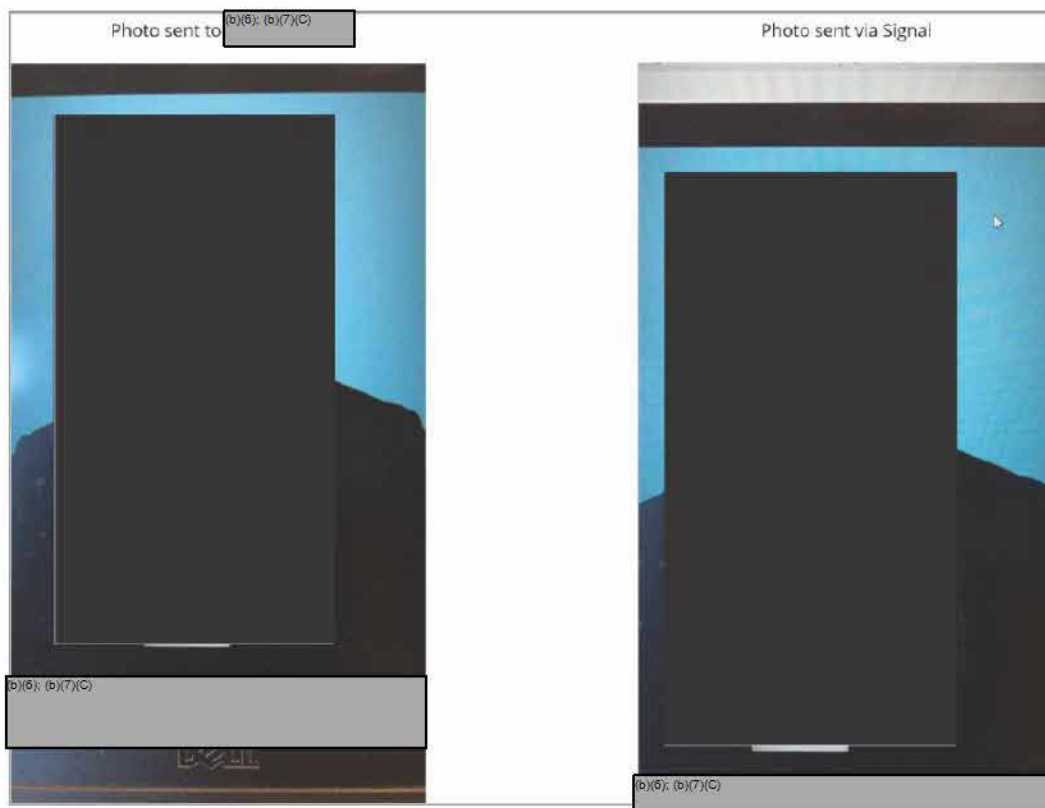 Photo sent to (b)(6); (b)(7)(C)
Photo sent via Signal
(b)(6); (b)(7)(C)
DELL
(b)(6); (b)(7)(C)